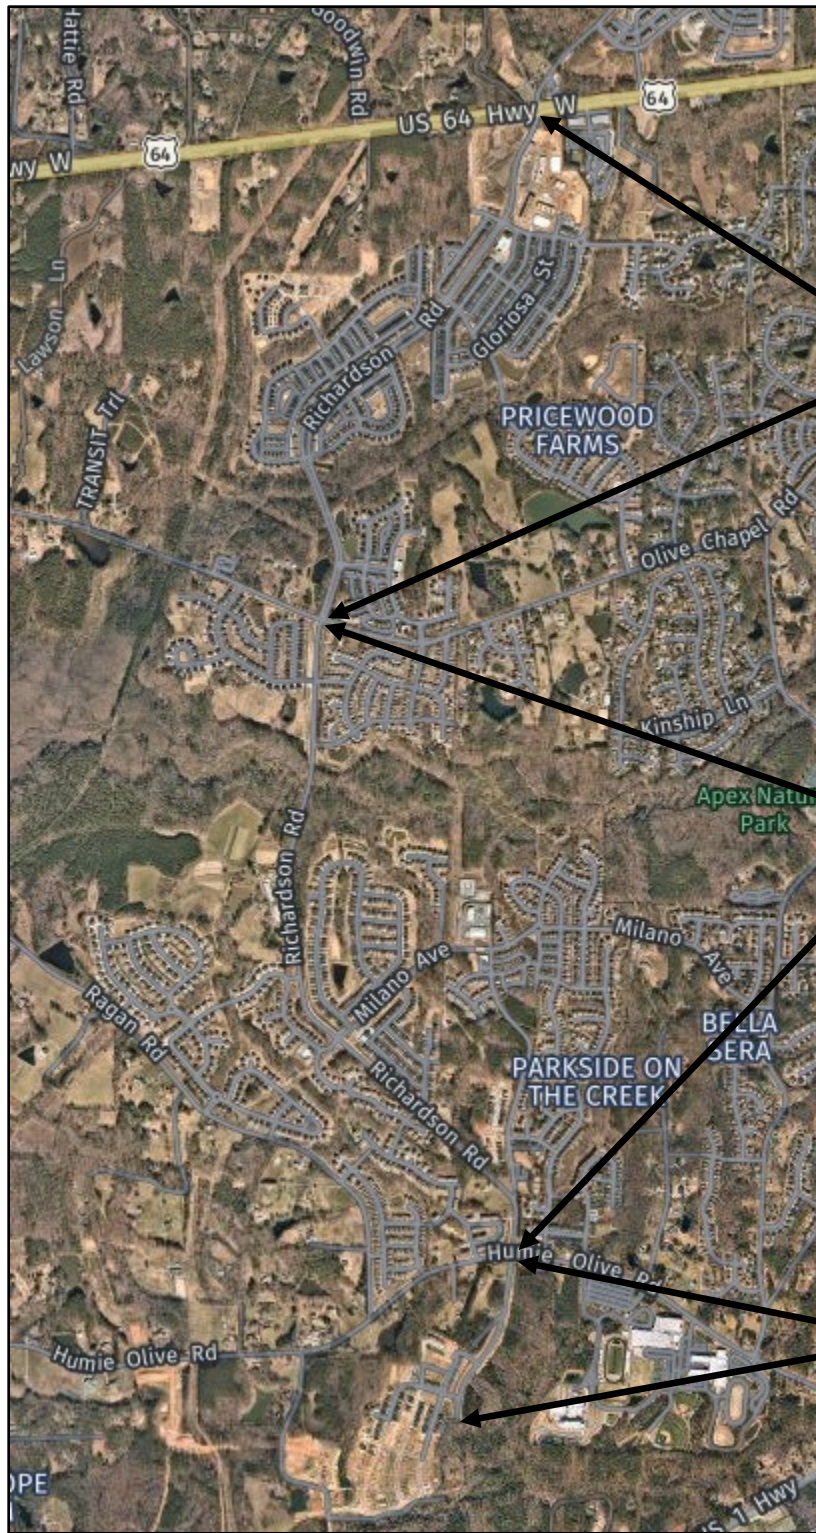 Hattie Rd
Goodwin Rd
US 64 Hwy W
64
wy W
64
Lawson Ln
Gloriosa St
Richardson Rd
TRANSIT Trl
PRICEWOOD
FARMS
Olive Chapel Rd
Kinship Ln
Apex Natur
Park
Richardson Rd
Milano Ave
Milano Ave
Ragan Rd
BELLA
SERA
PARKSIDE ON
THE CREEK
Richardson Rd
Humie Olive Rd
Humie Olive Rd
OPE
US 1 Hwy